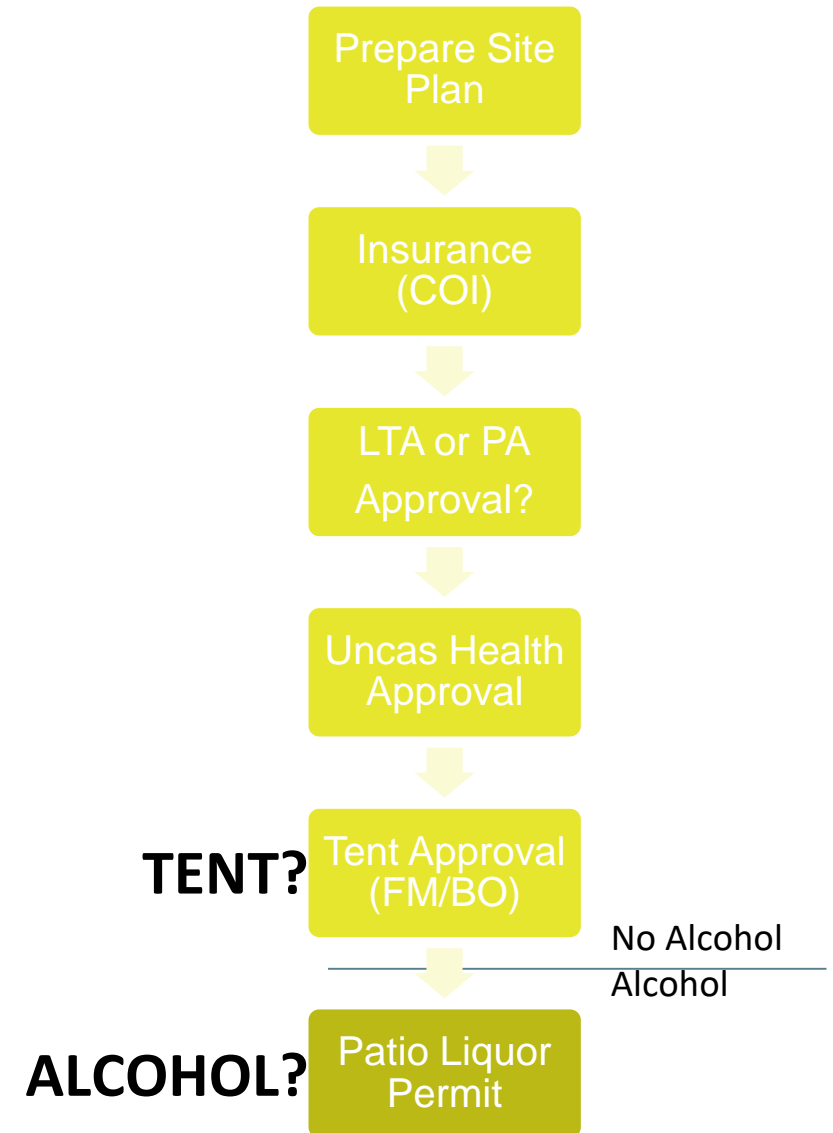 Prepare Site
Plan
Insurance
(COI)
LTA or PA
Approval?
Uncas Health
Approval
TENT?
Tent Approval
(FM/BO)
No Alcohol
Alcohol
ALCOHOL?
Patio Liquor
Permit